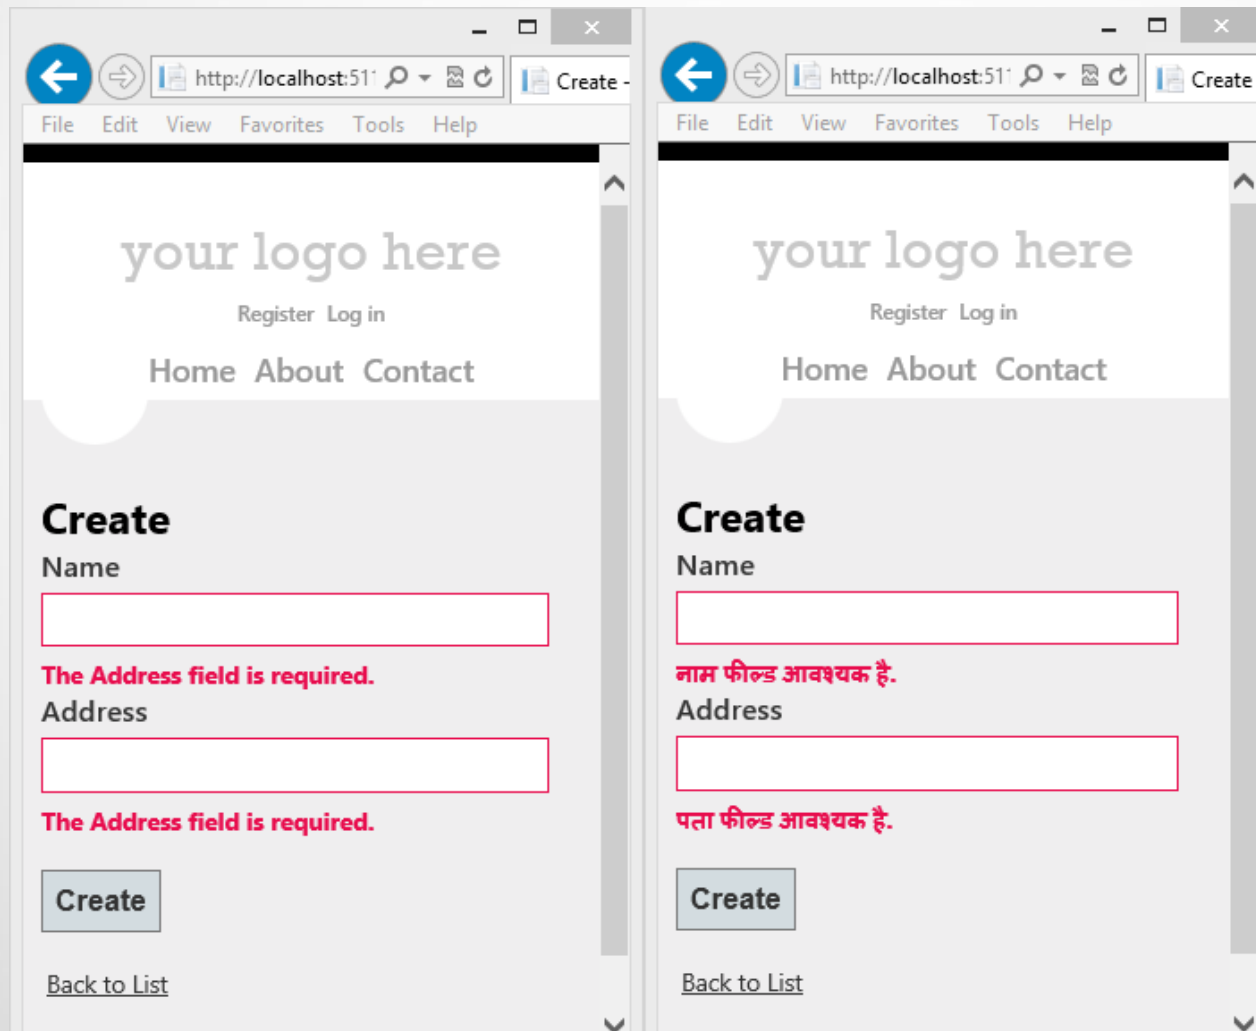 http://localhost:511
Create -
File Edit View Favorites Tools Help
your logo here
Register Log in
Home About Contact
Create
Name
The Address field is required.
Address
The Address field is required.
Create
Back to List
http://localhost:511
Create
File Edit View Favorites Tools Help
your logo here
Register Log in
Home About Contact
Create
Name
नाम फील्ड आवश्यक है.
Address
पता फील्ड आवश्यक है.
Create
Back to List